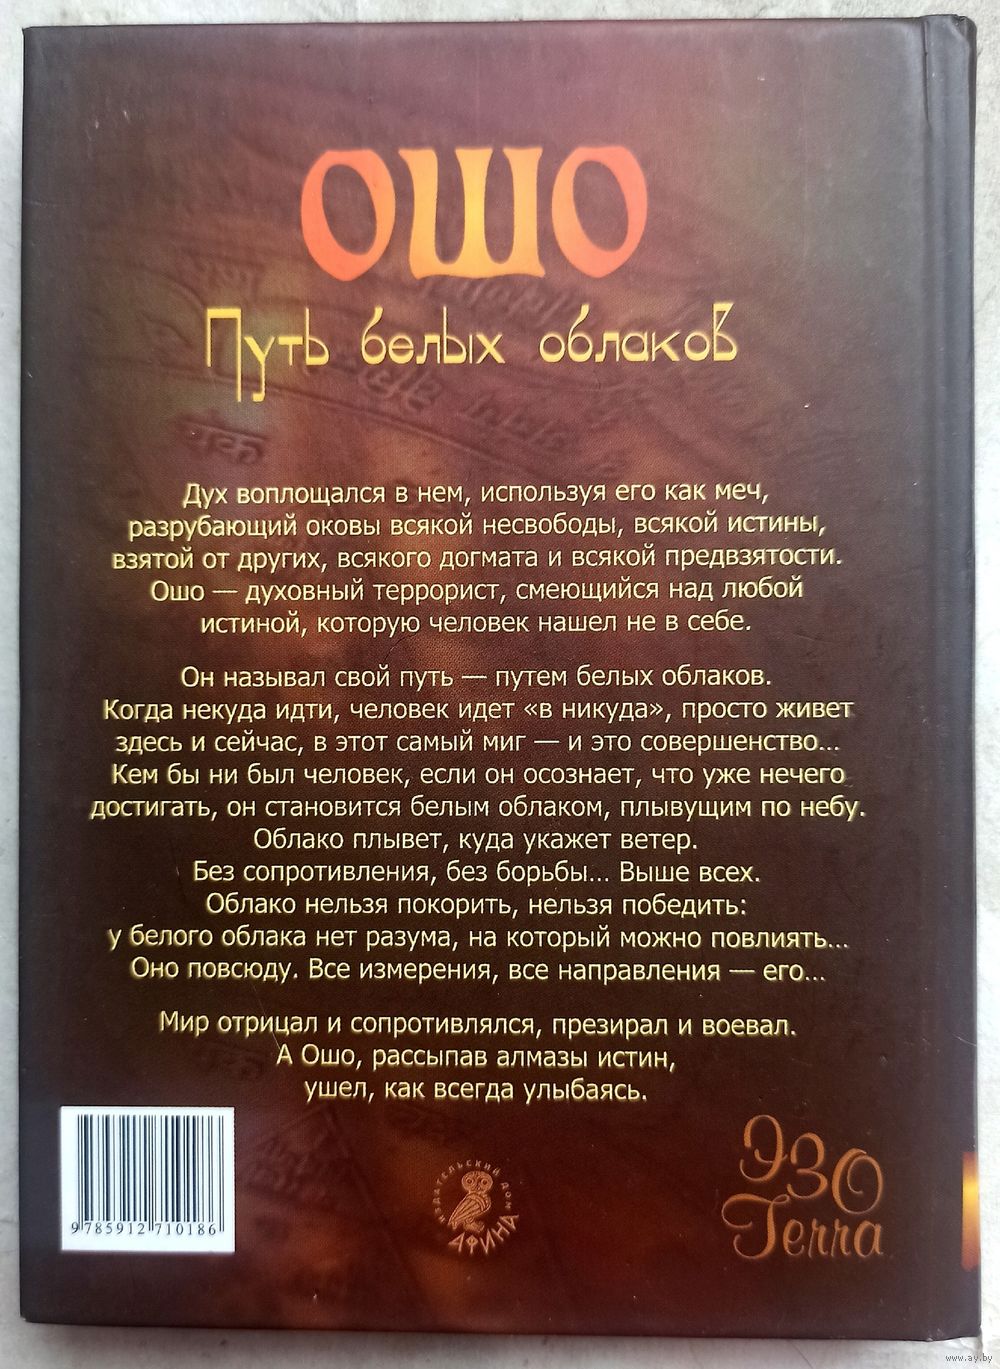 ОШО
Путь белых облаков
Дух воплощался в нем, используя его как меч,
разрубающий оковы всякой несвободы, всякой истины,
взятой от других, всякого догмата и всякой предвзятости.
Ошо — духовный террорист, смеющийся над любой
истиной, которую человек нашел не в себе.
Он называл свой путь — путем белых облаков.
Когда некуда идти, человек идет «в никуда», просто живет
здесь и сейчас, в этот самый миг — и это совершенство...
Кем бы ни был человек, если он осознает, что уже нечего
достигать, он становится белым облаком, плывущим по небу.
Облако плывет, куда укажет ветер.
Без сопротивления, без борьбы... Выше всех.
Облако нельзя покорить, нельзя победить:
у белого облака нет разума, на который можно повлиять...
Оно повсюду. Все измерения, все направления — его...
Мир отрицал и сопротивлялся, презирал и воевал.
А Ошо, рассыпав алмазы истин,
ушел, как всегда улыбаясь.
9 785912 710186
ИЗДАТЕЛЬСКИЙ ДОМ
АФИНА
ЭЗО
Terra
www.ay.by